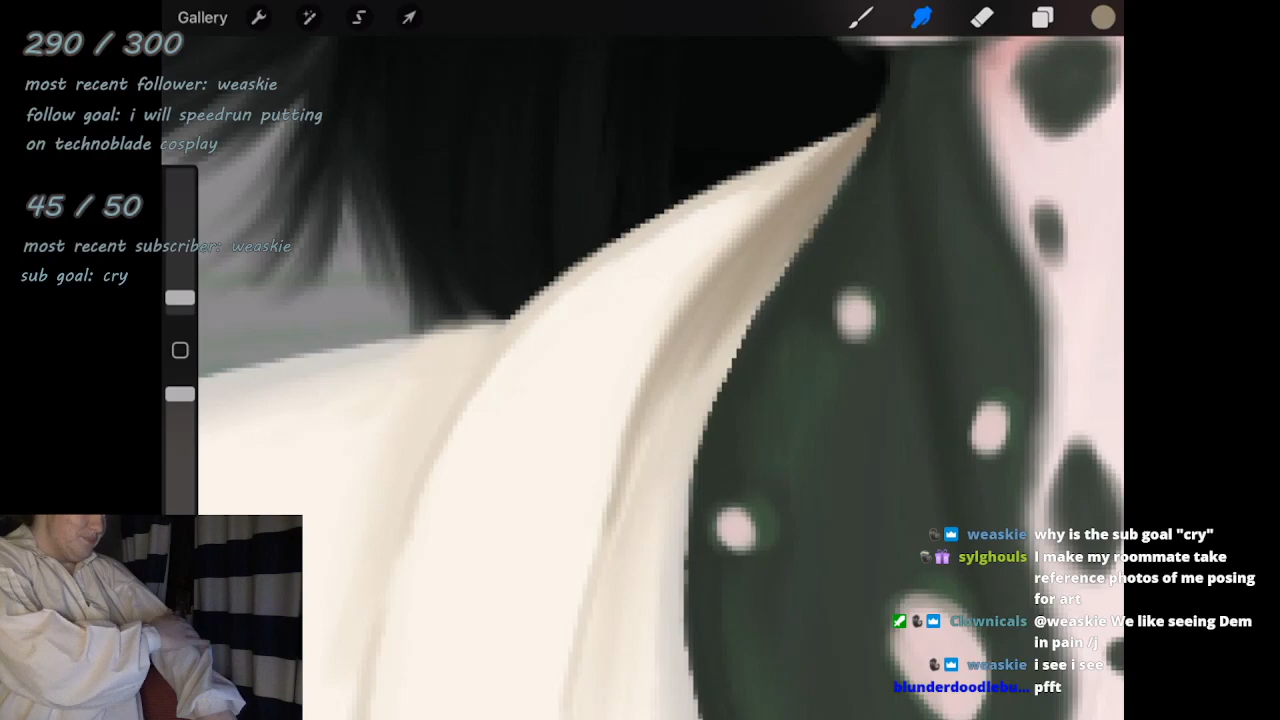 Gallery
290 / 300
most recent follower: weaskie
follow goal: i will speedrun putting
on technoblade cosplay
45 / 50
most recent subscriber: weaskie
sub goal: cry
weaskie why is the sub goal "cry"
sylghouls I make my roommate take
reference photos of me posing
for art
Clownicals @weaskie We like seeing Dem
in pain /j
weaskie i see i see
blunderdoodlebu... pfft